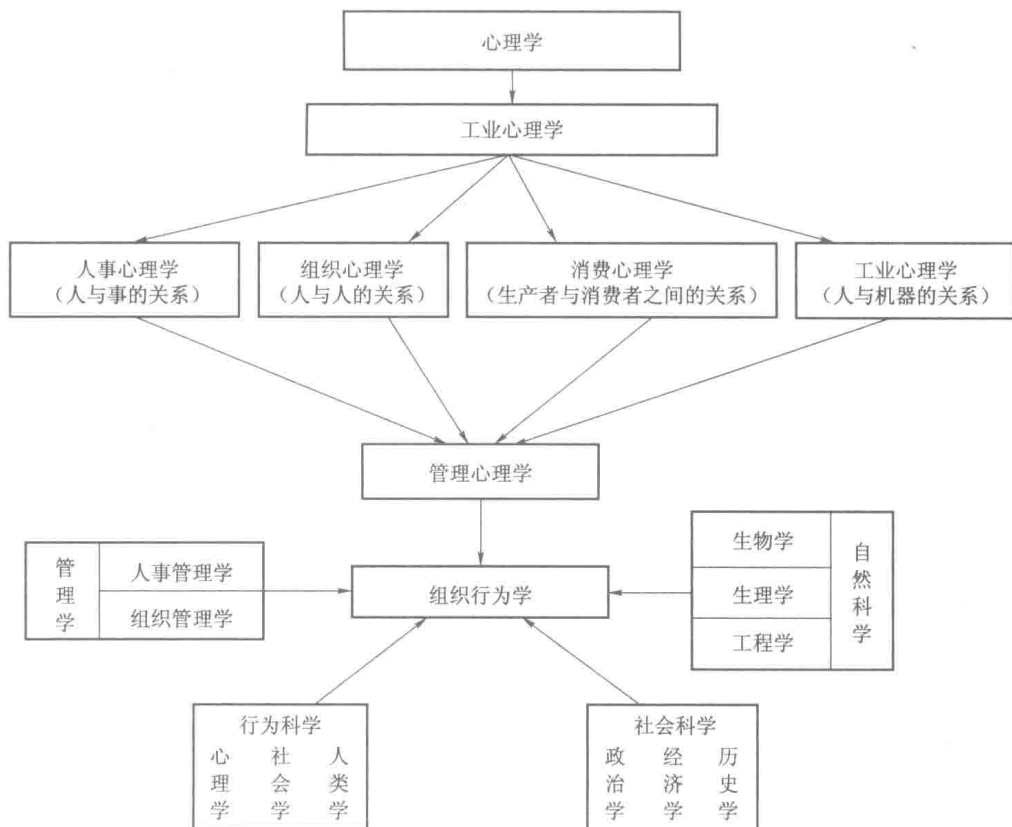 心理学
工业心理学
人事心理学
（人与事的关系）
组织心理学
（人与人的关系）
消费心理学
（生产者与消费者之间的关系）
工业心理学
（人与机器的关系）
管理心理学
管理学
人事管理学
组织管理学
组织行为学
生物学
生理学
工程学
自然科学
行为科学
心理学
社会学
人类学
社会科学
政治学
经济学
历史学